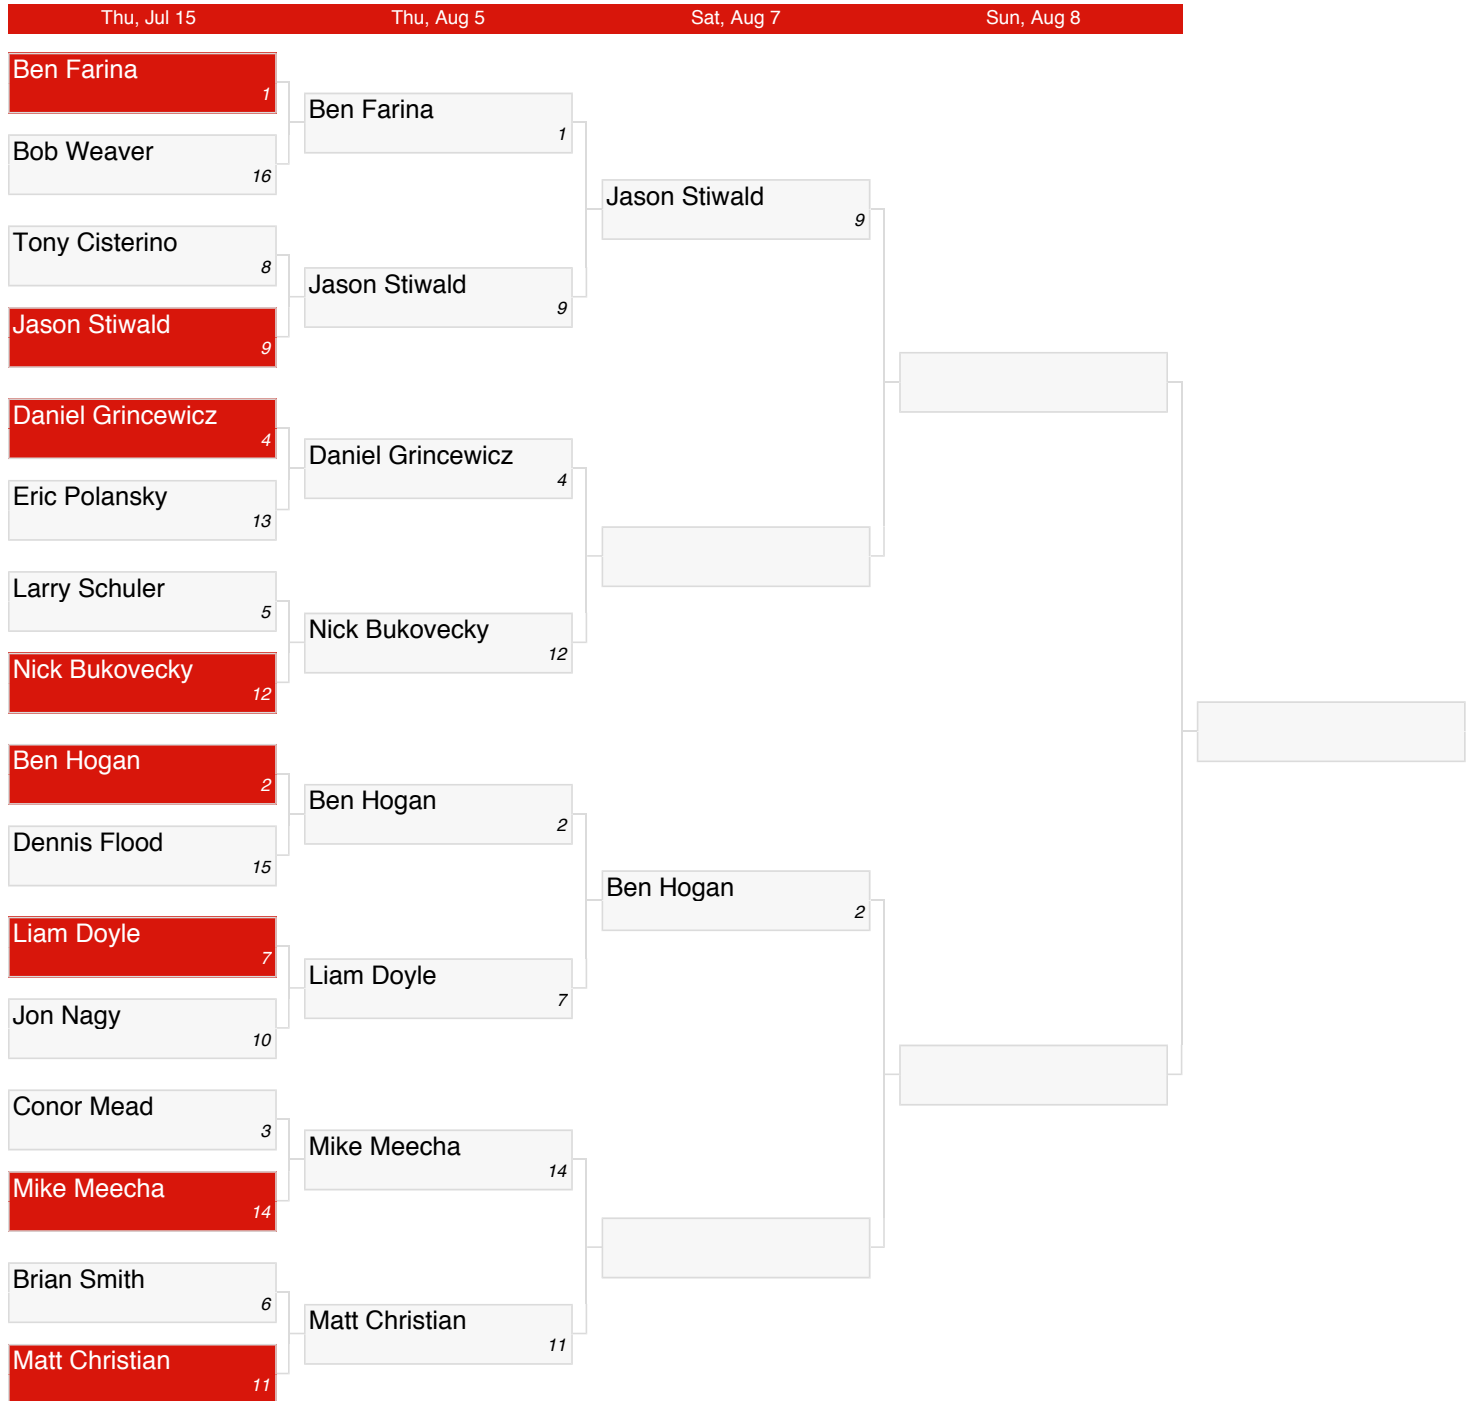 Thu, Jul 15 Thu, Aug 5 Sat, Aug 7 Sun, Aug 8
Ben Farina
1
Bob Weaver
16
Tony Cisterino
8
Jason Stiwald
9
Daniel Grincewicz
4
Eric Polansky
13
Larry Schuler
5
Nick Bukovecky
12
Ben Hogan
2
Dennis Flood
15
Liam Doyle
7
Jon Nagy
10
Conor Mead
3
Mike Meecha
14
Brian Smith
6
Matt Christian
11
Ben Farina
1
Jason Stiwald
9
Daniel Grincewicz
4
Nick Bukovecky
12
Ben Hogan
2
Liam Doyle
7
Mike Meecha
14
Matt Christian
11
Jason Stiwald
9
Ben Hogan
2